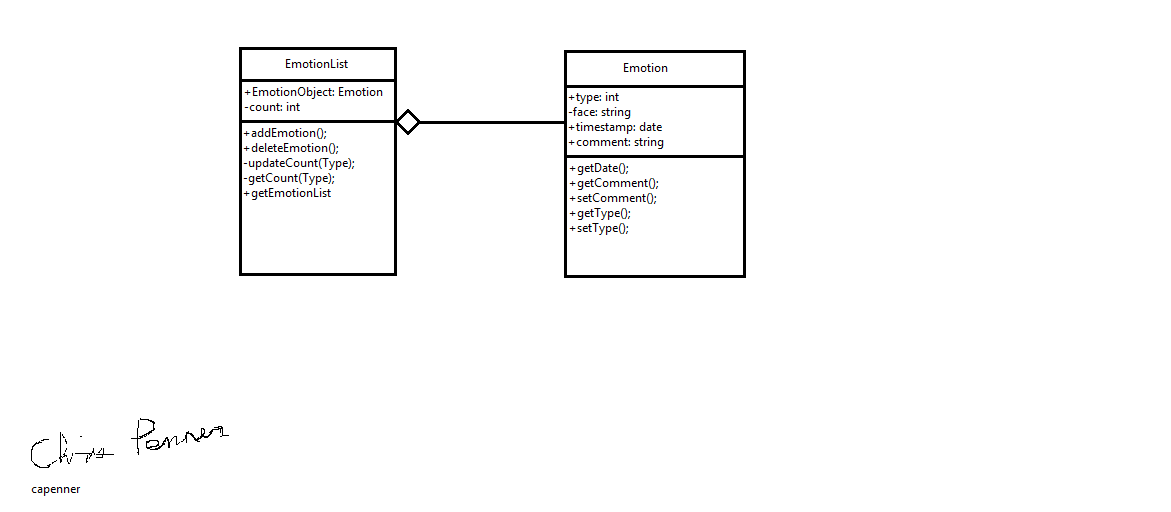 EmotionList
+EmotionObject: Emotion
-count: int
+addEmotion();
+deleteEmotion();
-updateCount(Type);
-getCount(Type);
+getEmotionList
Emotion
+type: int
-face: string
+timestamp: date
+comment: string
+getDate();
+getComment();
+setComment();
+getType();
+setType();
Penner
capenner